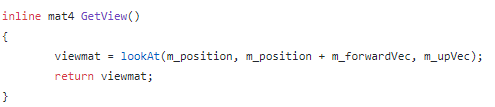 inline mat4 GetView()
{
        viewmat = lookAt(m_position, m_position + m_forwardVec, m_upVec);
        return viewmat;
}